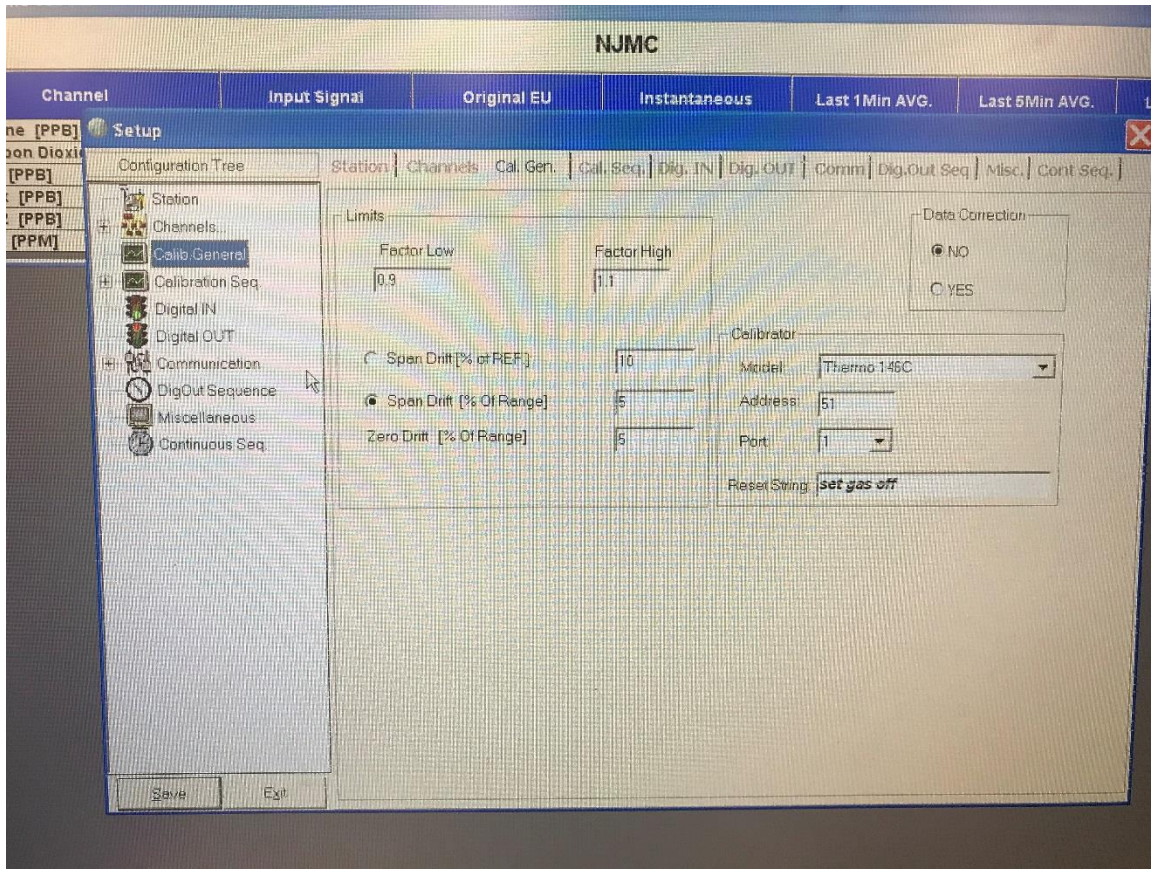 NJMC
Channel Input Signal Original EU Instantaneous Last 1Min AVG. Last 5Min AVG.
ne [PPB]
bon Dioxi
[PPB]
[PPB]
[PPB]
[PPM]
Setup
Configuration Tree
Station Channels Cal. Gen. Cal. Seq. Dig. IN Dig. OUT Comm Dig.Out Seq Misc. Cont Seq.
Station
Channels...
Calib.General
Calibration Seq.
Digital IN
Digital OUT
Communication
DigOut Sequence
Miscellaneous
Continuous Seq.
Limits
Factor Low Factor High
0.9 1.1
Span Drift [% of REF.] 10
Span Drift [% Of Range] 5
Zero Drift [% Of Range] 5
Data Correction
NO
YES
Calibrator
Model: Thermo 146C
Address: 51
Port: 1
Reset String set gas off
Save Exit